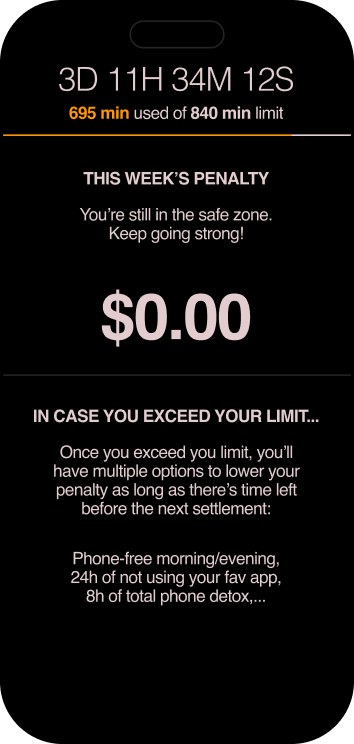 3D 11H 34M 12S
695 min used of 840 min limit
THIS WEEK’S PENALTY
You’re still in the safe zone.
Keep going strong!
$0.00
IN CASE YOU EXCEED YOUR LIMIT...
Once you exceed you limit, you’ll
have multiple options to lower your
penalty as long as there’s time left
before the next settlement:
Phone-free morning/evening,
24h of not using your fav app,
8h of total phone detox,...